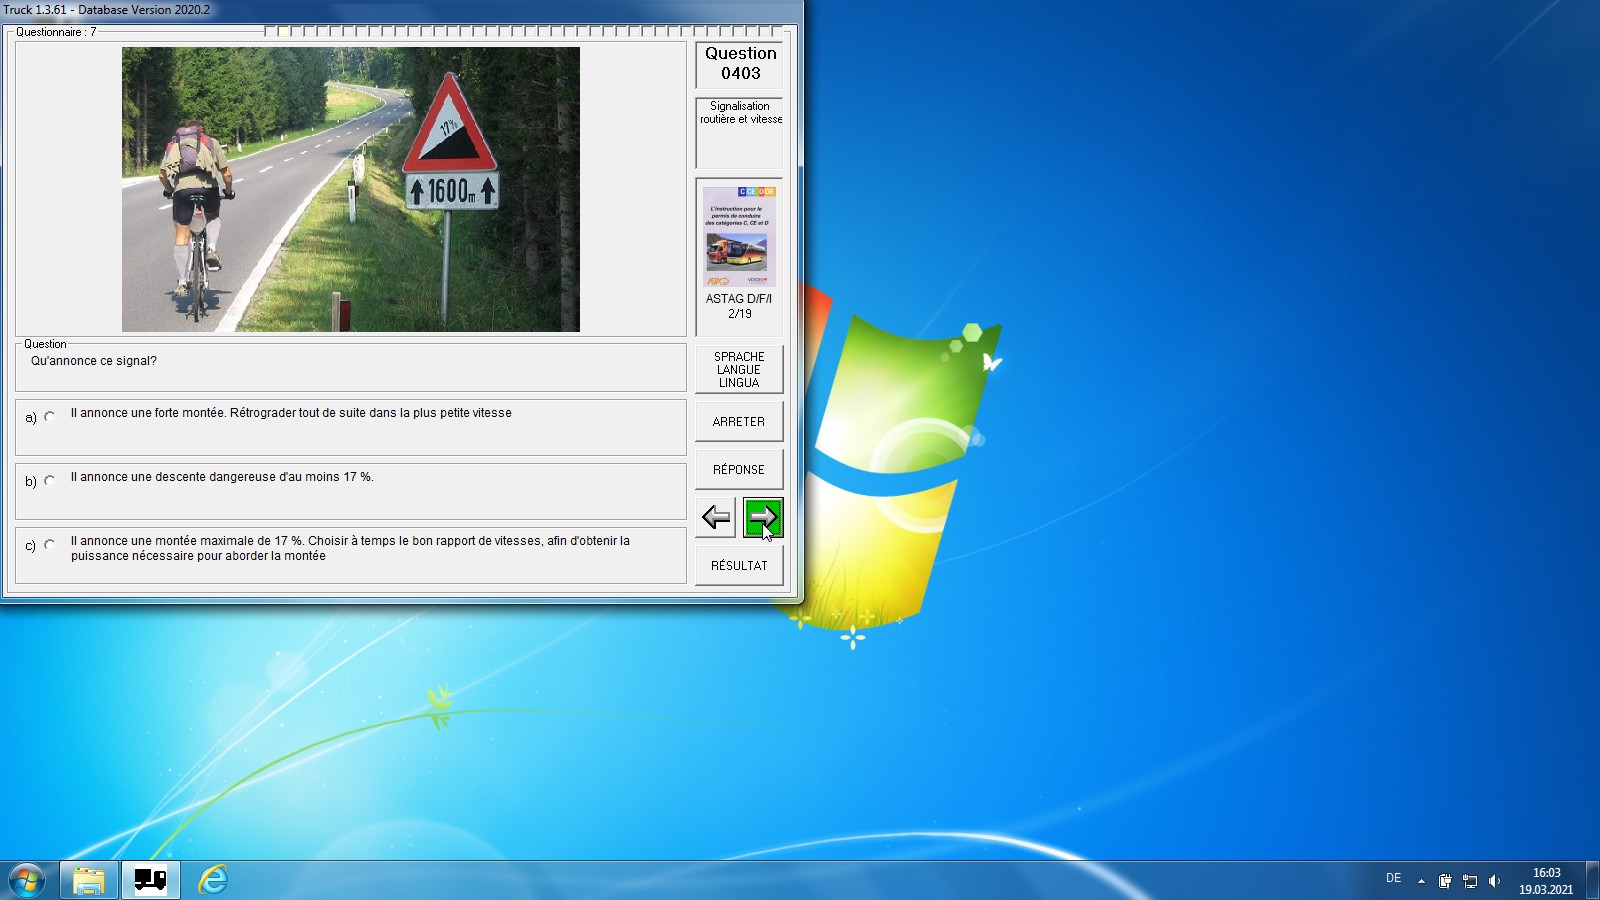 Truck 1.3.61 - Database Version 2020.2
Questionnaire : 7
17%
1600m
Question
0403
Signalisation
routière et vitesse
C CE D DE
L'instruction pour le
permis de conduire
des catégories C, CE et D
ASTAG D/F/I
2/19
Question
Qu'annonce ce signal?
a) Il annonce une forte montée. Rétrograder tout de suite dans la plus petite vitesse
b) Il annonce une descente dangereuse d'au moins 17 %.
c) Il annonce une montée maximale de 17 %. Choisir à temps le bon rapport de vitesses, afin d'obtenir la
puissance nécessaire pour aborder la montée
SPRACHE
LANGUE
LINGUA
ARRETER
RÉPONSE
RÉSULTAT
DE
16:03
19.03.2021